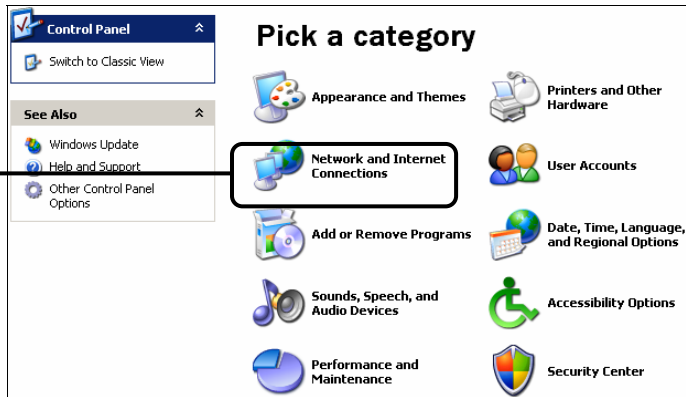 Control Panel
Switch to Classic View
See Also
Windows Update
Help and Support
Other Control Panel
Options
Pick a category
Appearance and Themes
Printers and Other
Hardware
Network and Internet
Connections
User Accounts
Add or Remove Programs
Date, Time, Language,
and Regional Options
Sounds, Speech, and
Audio Devices
Accessibility Options
Performance and
Maintenance
Security Center